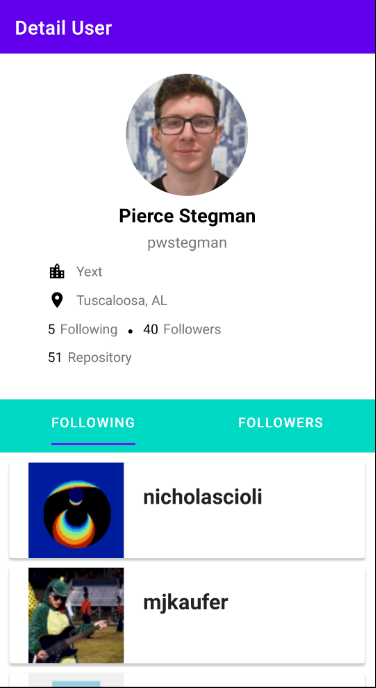 Detail User
Pierce Stegman
pwstegman
Yext
Tuscaloosa, AL
5 Following • 40 Followers
51 Repository
FOLLOWING FOLLOWERS
nicholascioli
mjkaufer